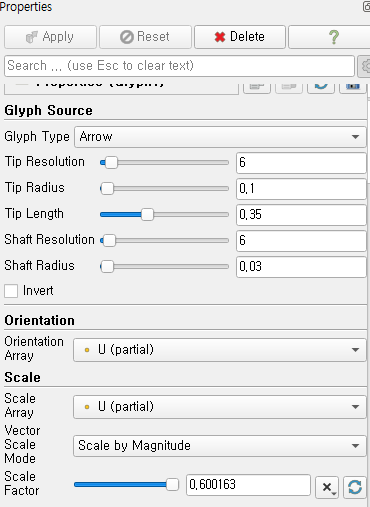 Properties
Apply
Reset
Delete
?
Search ... (use Esc to clear text)
Properties (Glyph1)
Glyph Source
Glyph Type Arrow
Tip Resolution 6
Tip Radius 0,1
Tip Length 0,35
Shaft Resolution 6
Shaft Radius 0,03
Invert
Orientation
Orientation
Array
U (partial)
Scale
Scale
Array
U (partial)
Vector
Scale
Mode
Scale by Magnitude
Scale
Factor
0,600163